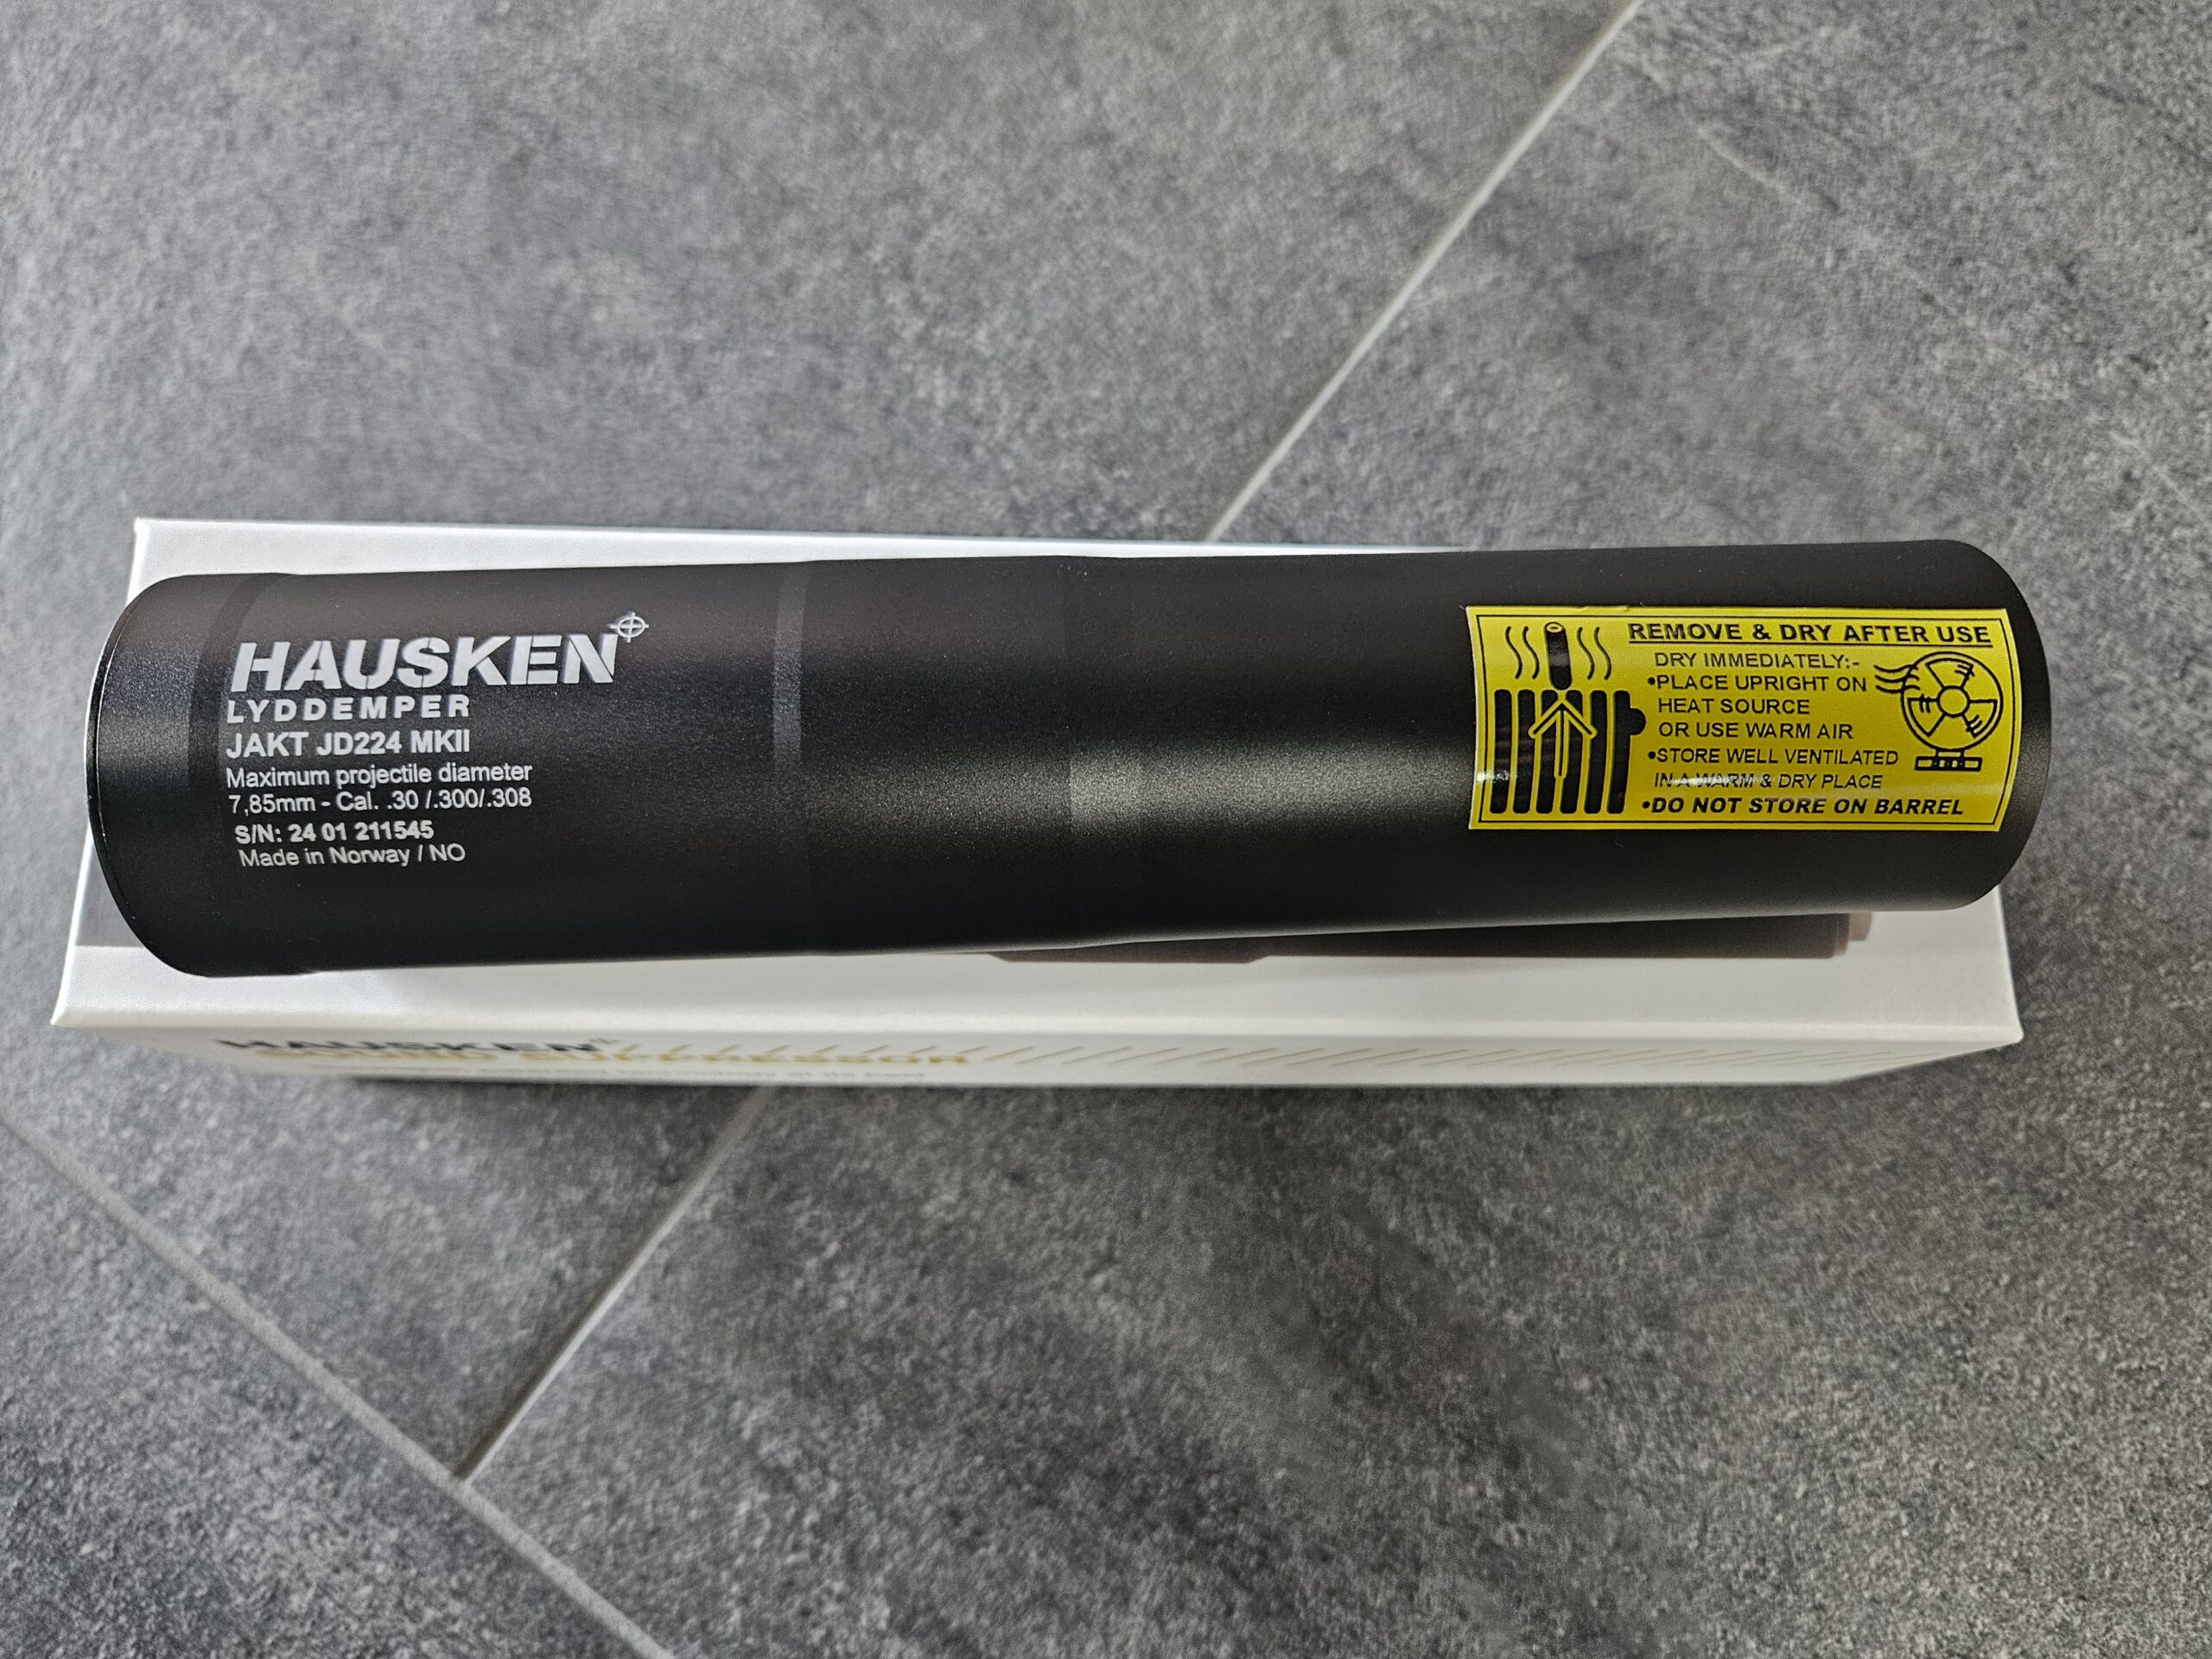 HAUSKEN
LYDDEMPER
JAKT JD224 MKII
Maximum projectile diameter
7,85mm - Cal. .30 /.300/.308
S/N: 24 01 211545
Made in Norway / NO
REMOVE & DRY AFTER USE
DRY IMMEDIATELY:-
•PLACE UPRIGHT ON
HEAT SOURCE
OR USE WARM AIR
•STORE WELL VENTILATED
IN A WARM & DRY PLACE
•DO NOT STORE ON BARREL
HAUSKEN
SOUND SUPPRESSOR